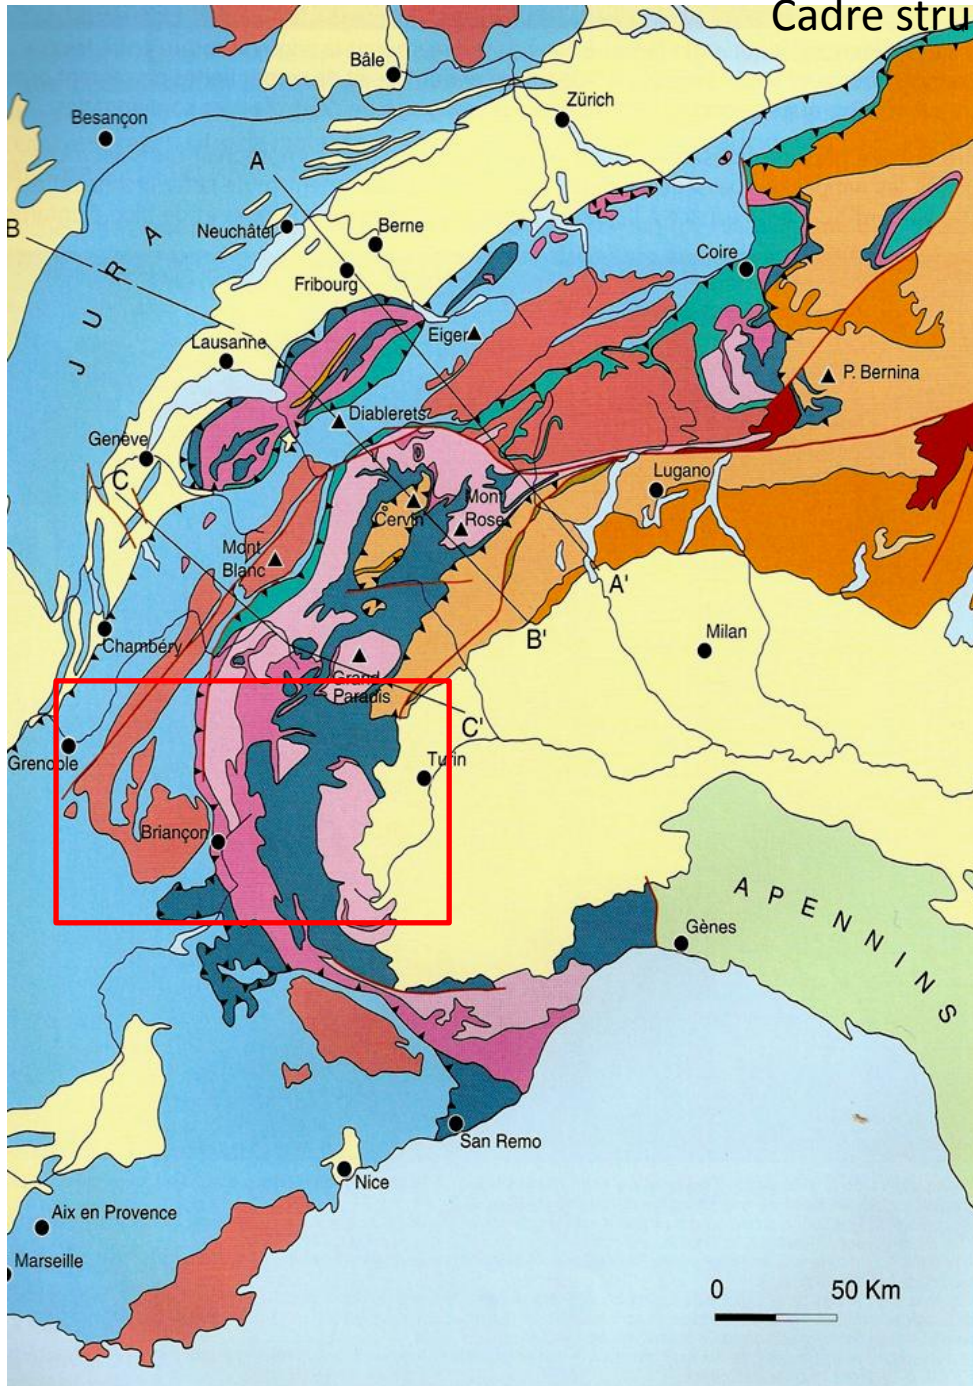 Cadre stru
Bâle
Zürich
Besançon
A
Neuchâtel
Berne
B
Fribourg
Coire
JURA
Eiger
Lausanne
P. Bernina
Diablerets
Genève
Lugano
C
Cervin
Mont
Rose
Mont
Blanc
A'
Chambéry
B'
Milan
Grand
Paradis
C'
Grenoble
Turin
Briançon
APENNINS
Gènes
San Remo
Nice
Aix en Provence
Marseille
0 50 Km